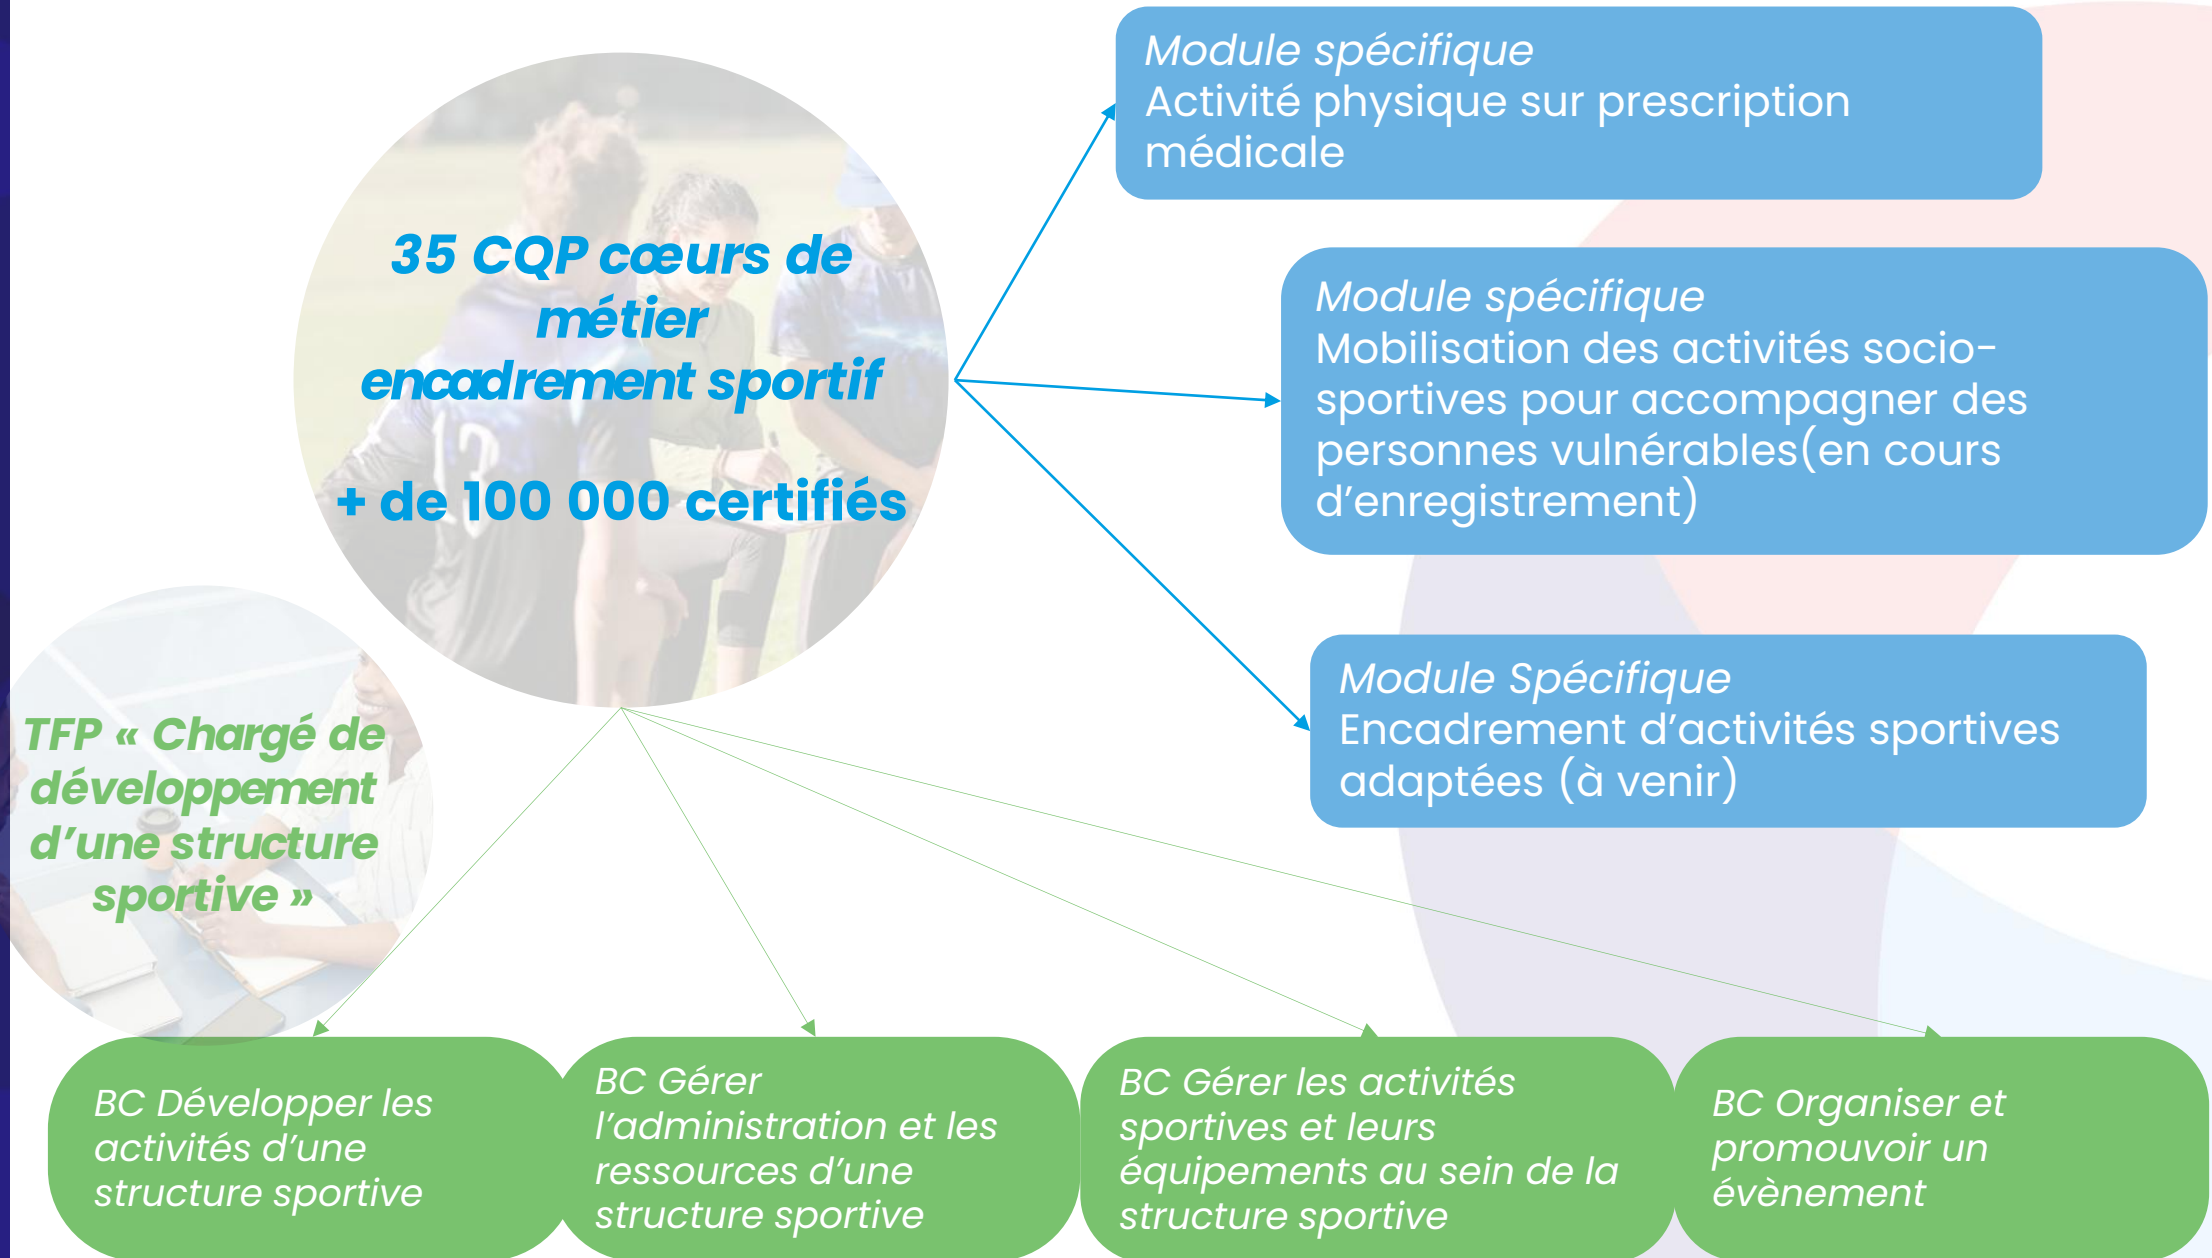 35 CQP cœurs de
métier
encadrement sportif
+ de 100 000 certifiés
Module spécifique
Activité physique sur prescription
médicale
Module spécifique
Mobilisation des activités socio-
sportives pour accompagner des
personnes vulnérables(en cours
d’enregistrement)
Module Spécifique
Encadrement d’activités sportives
adaptées (à venir)
TFP « Chargé de
développement
d’une structure
sportive »
BC Développer les
activités d’une
structure sportive
BC Gérer
l’administration et les
ressources d’une
structure sportive
BC Gérer les activités
sportives et leurs
équipements au sein de la
structure sportive
BC Organiser et
promouvoir un
évènement